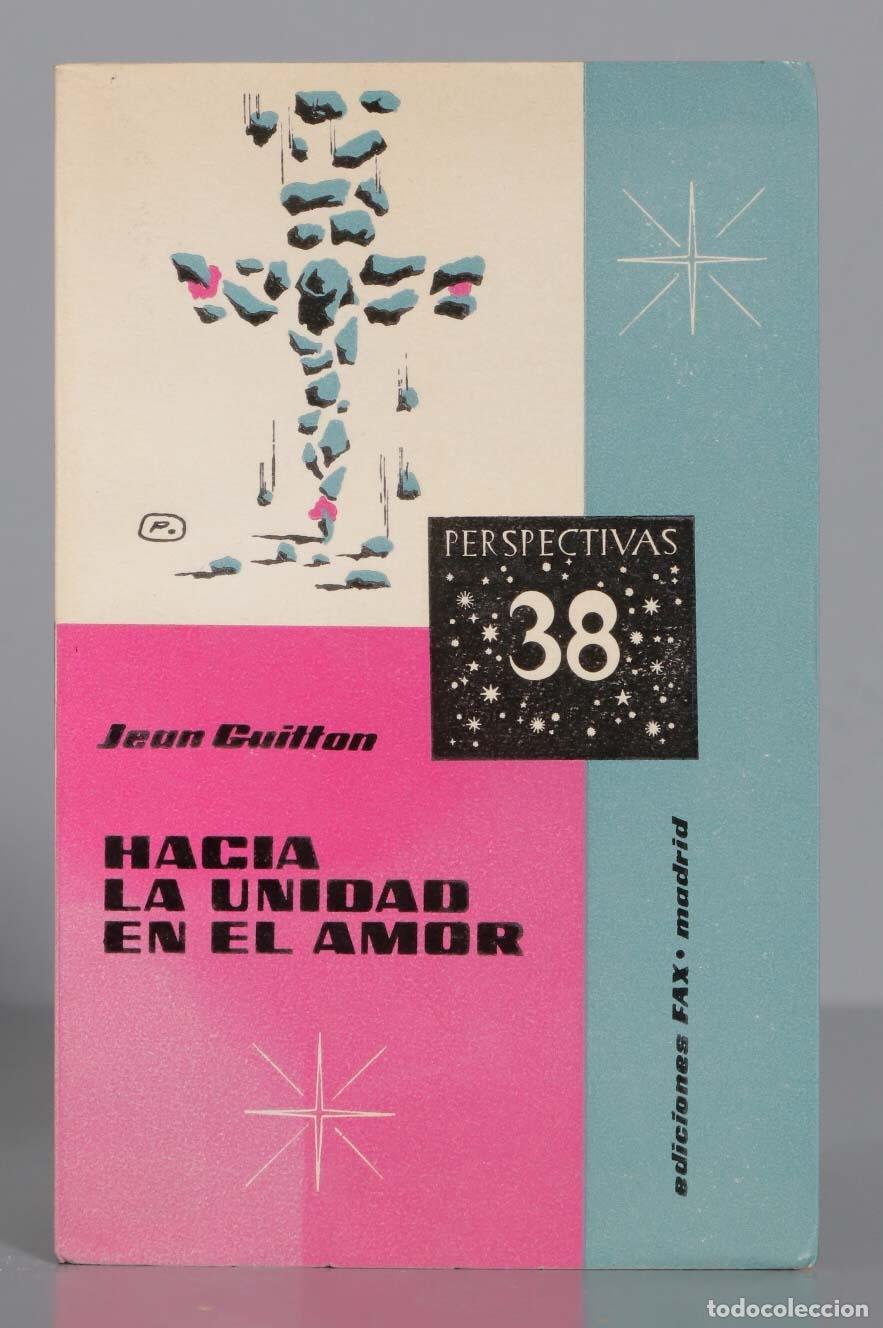 P.
PERSPECTIVAS
38
Jean Guitton
HACIA
LA UNIDAD
EN EL AMOR
ediciones FAX • madrid
todocoleccion